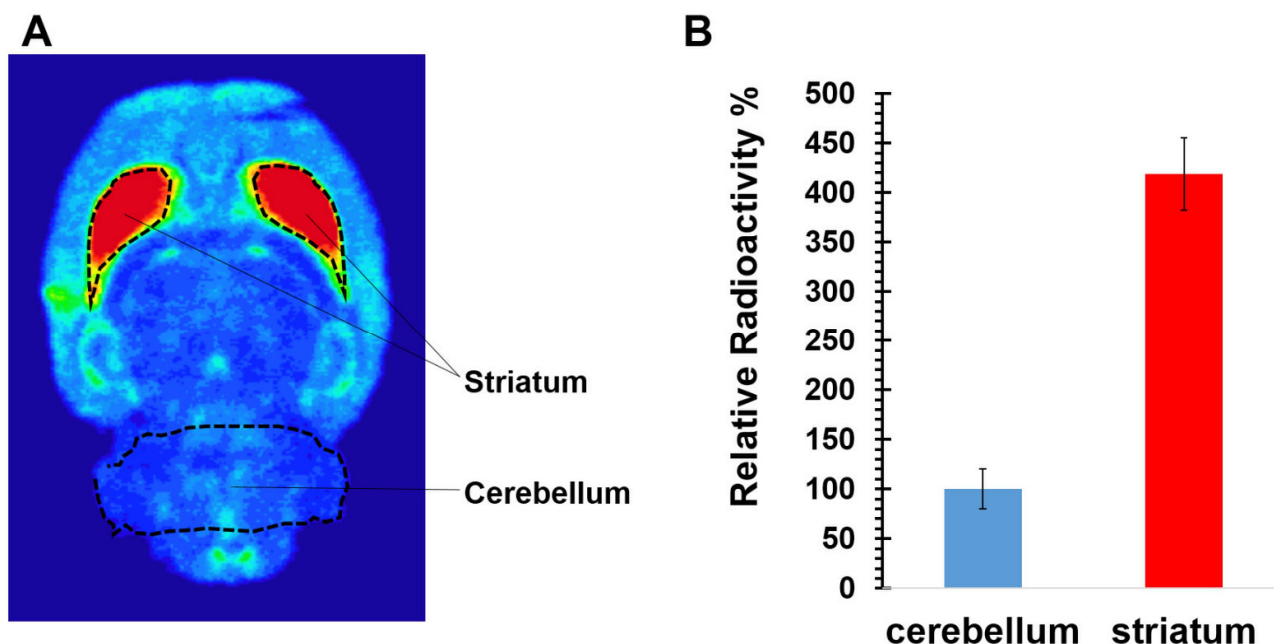 A
Striatum
Cerebellum
B
Relative Radioactivity %
500
450
400
350
300
250
200
150
100
50
0
cerebellum striatum